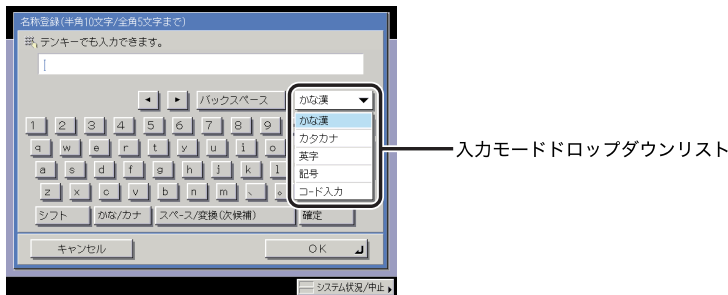 名称登録(半角10文字/全角5文字まで)
テンキーでも入力できます。
バックスペース かな漢
かな漢
カタカナ
英字
記号
コード入力
入力モードドロップダウンリスト
1 2 3 4 5 6 7 8 9
q w e r t y u i o
a s d f g h j k l
z x c v b n m 、 。
シフト かな/カナ スペース/変換(次候補) 確定
キャンセル OK
システム状況/中止